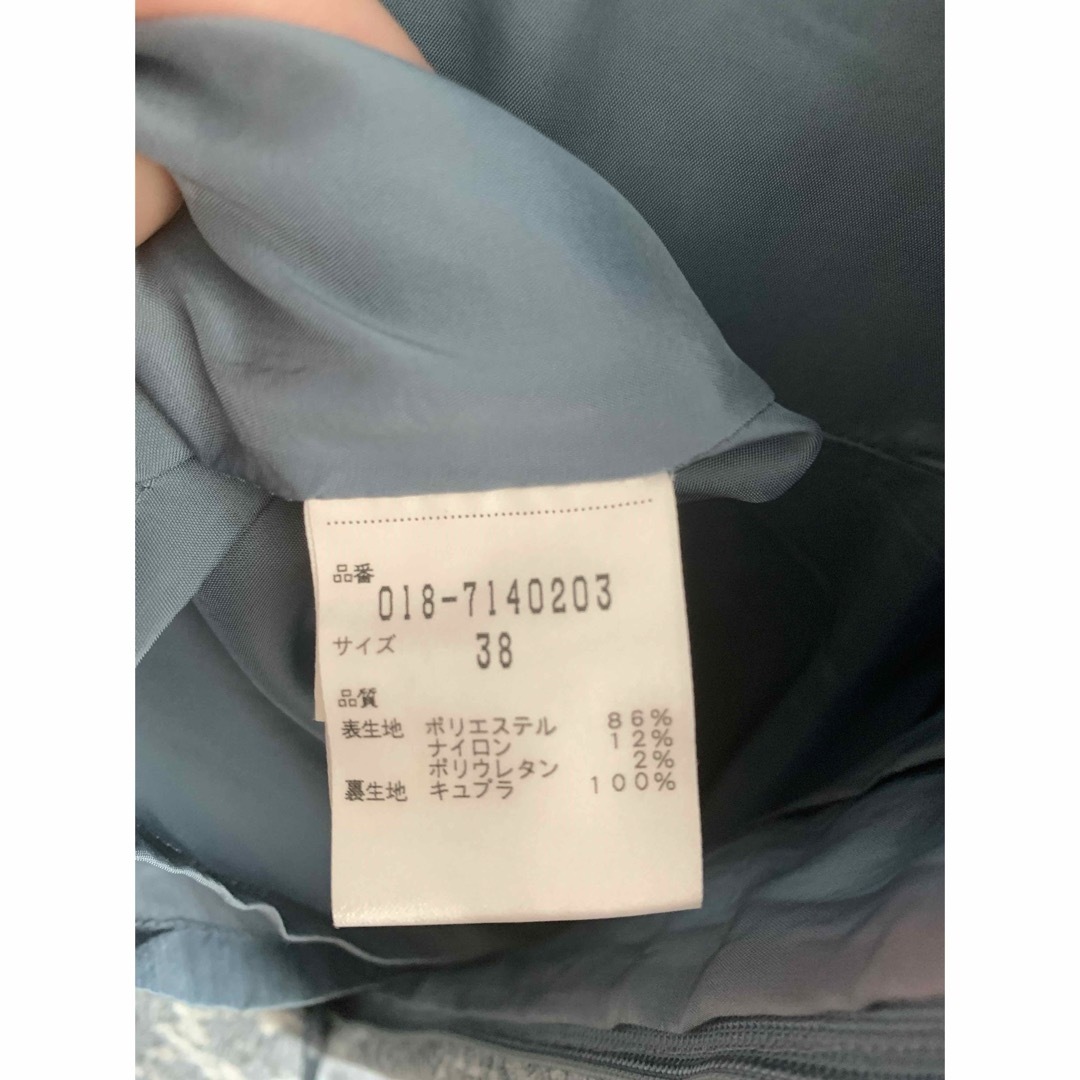 品番
018-7140203
サイズ 38
品質
表生地 ポリエステル 86%
ナイロン 12%
ポリウレタン 2%
裏生地 キュプラ 100%